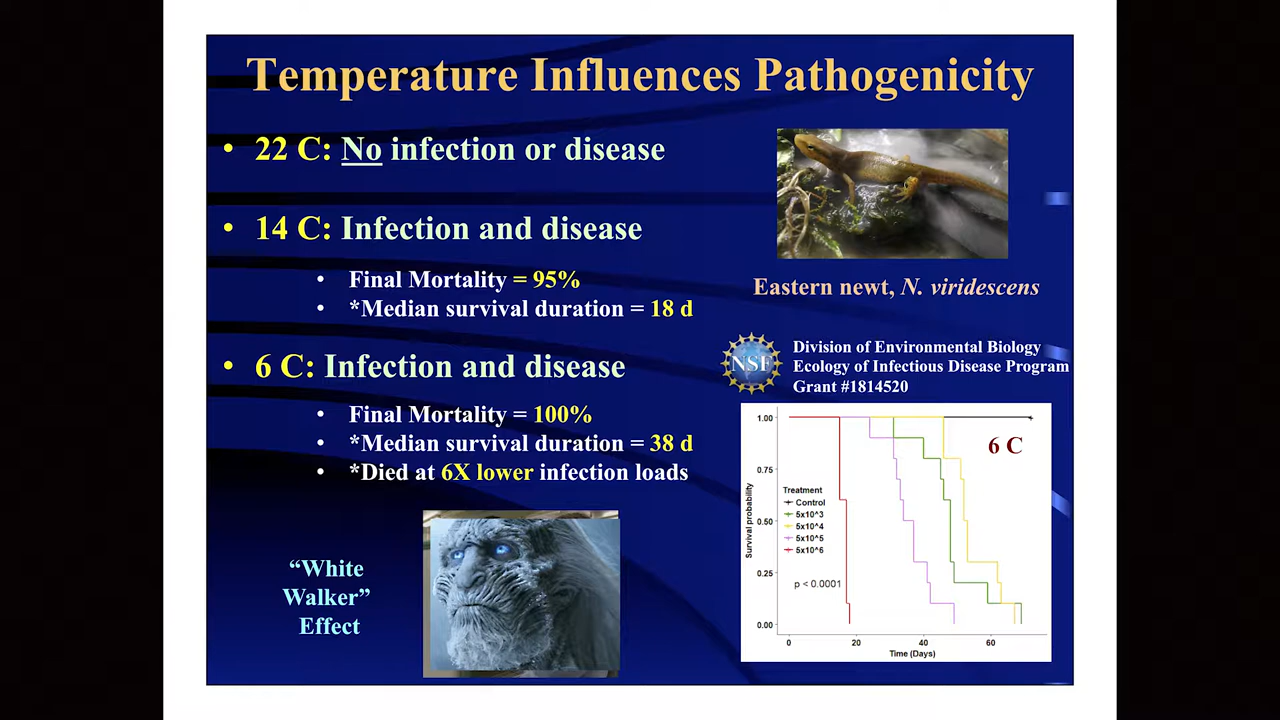 Temperature Influences Pathogenicity
• 22 C: No infection or disease
• 14 C: Infection and disease
• Final Mortality = 95%
• *Median survival duration = 18 d
• 6 C: Infection and disease
• Final Mortality = 100%
• *Median survival duration = 38 d
• *Died at 6X lower infection loads
“White
Walker”
Effect
Eastern newt, N. viridescens
NSF
Division of Environmental Biology
Ecology of Infectious Disease Program
Grant #1814520
6 C
1.00
0.75
0.50
0.25
0.00
Survival probability
Treatment
Control
5x10^3
5x10^4
5x10^5
5x10^6
p < 0.0001
0 20 40 60
Time (Days)